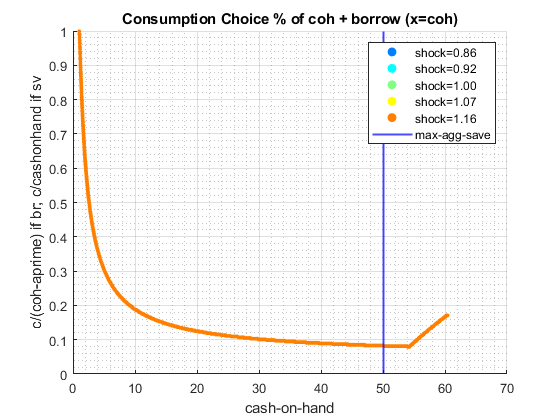 Consumption Choice % of coh + borrow (x=coh)
c/(coh-aprime) if br, c/cashonhand if sv
1
0.9
0.8
0.7
0.6
0.5
0.4
0.3
0.2
0.1
0
shock=0.86
shock=0.92
shock=1.00
shock=1.07
shock=1.16
max-agg-save
0 10 20 30 40 50 60 70
cash-on-hand